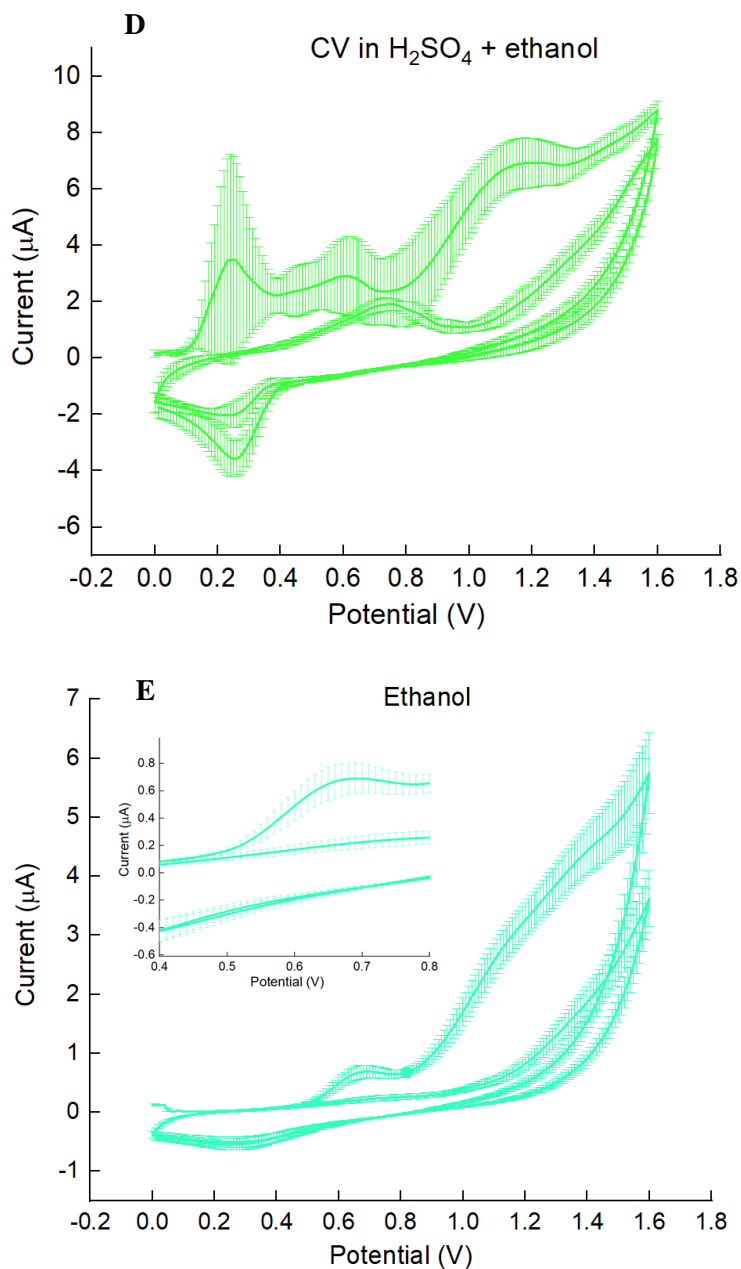 D
CV in H₂SO₄ + ethanol
10
8
6
4
2
0
-2
-4
-6
Current (μA)
-0.2 0.0 0.2 0.4 0.6 0.8 1.0 1.2 1.4 1.6 1.8
Potential (V)
E
Ethanol
7
6
5
4
3
2
1
0
-1
Current (μA)
0.8
0.6
0.4
0.2
0.0
-0.2
-0.4
-0.6
Current (μA)
0.4 0.5 0.6 0.7 0.8
Potential (V)
-0.2 0.0 0.2 0.4 0.6 0.8 1.0 1.2 1.4 1.6 1.8
Potential (V)